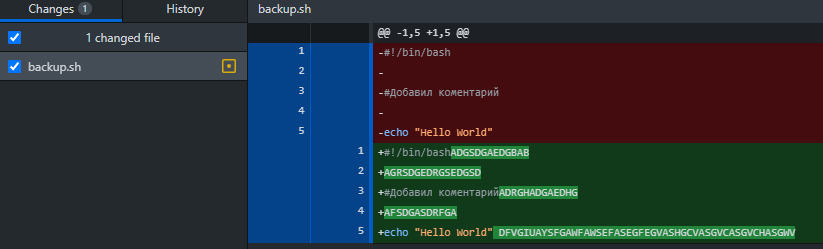 Changes 1 History backup.sh
1 changed file @@ -1,5 +1,5 @@
1 -#!/bin/bash
backup.sh 2 -
3 -#Добавил коментарий
4 -
5 -echo "Hello World"
1 +#!/bin/bashADGSDGAEDGBAB
2 +AGRSDGEDRGSEDGSD
3 +#Добавил коментарийADRGHADGAEDHG
4 +AFSDGASDRFGA
5 +echo "Hello World" DFVGIUAYSFGAWFAWSEFASEGFEGVASHGCVASGVCASGVCHASGWV